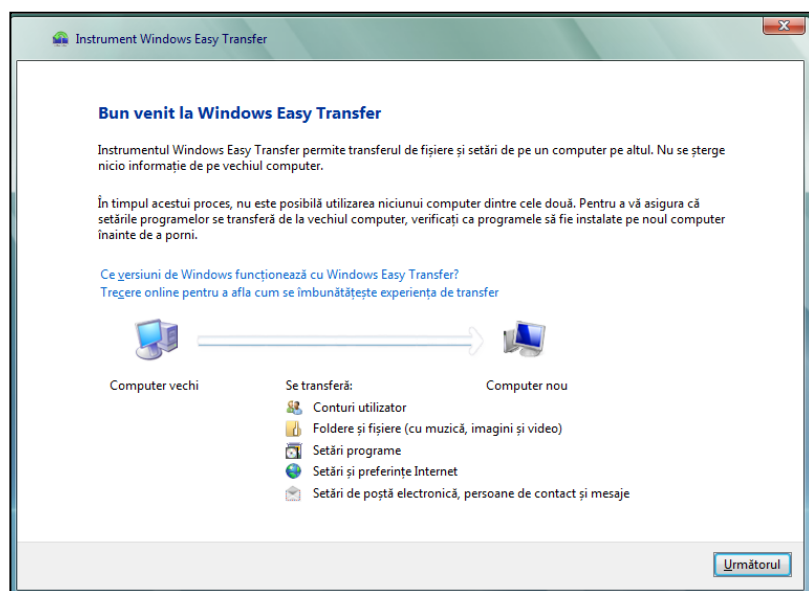 Instrument Windows Easy Transfer
Bun venit la Windows Easy Transfer
Instrumentul Windows Easy Transfer permite transferul de fișiere și setări de pe un computer pe altul. Nu se șterge
nicio informație de pe vechiul computer.
În timpul acestui proces, nu este posibilă utilizarea niciunui computer dintre cele două. Pentru a vă asigura că
setările programelor se transferă de la vechiul computer, verificați ca programele să fie instalate pe noul computer
înainte de a porni.
Ce versiuni de Windows funcționează cu Windows Easy Transfer?
Trecere online pentru a afla cum se îmbunătățește experiența de transfer
Computer vechi
Se transferă:
Computer nou
Conturi utilizator
Foldere și fișiere (cu muzică, imagini și video)
Setări programe
Setări și preferințe Internet
Setări de poștă electronică, persoane de contact și mesaje
Următorul